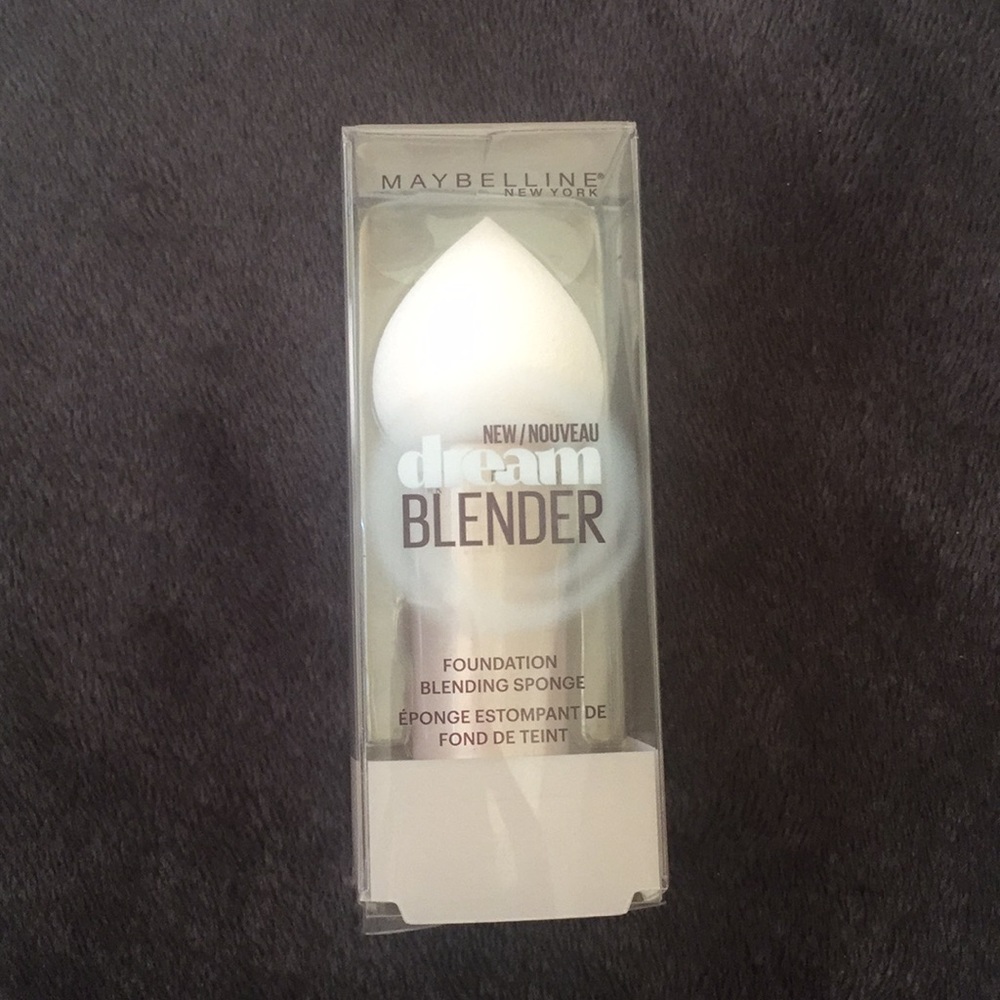 MAYBELLINE®
NEW YORK
NEW / NOUVEAU
dream
BLENDER
FOUNDATION
BLENDING SPONGE
ÉPONGE ESTOMPANT DE
FOND DE TEINT